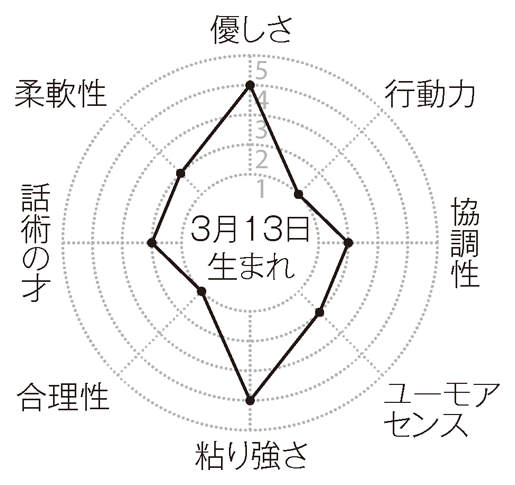 優しさ
行動力
協調性
ユーモア
センス
粘り強さ
合理性
話術の才
柔軟性
5
4
3
2
1
3月13日
生まれ